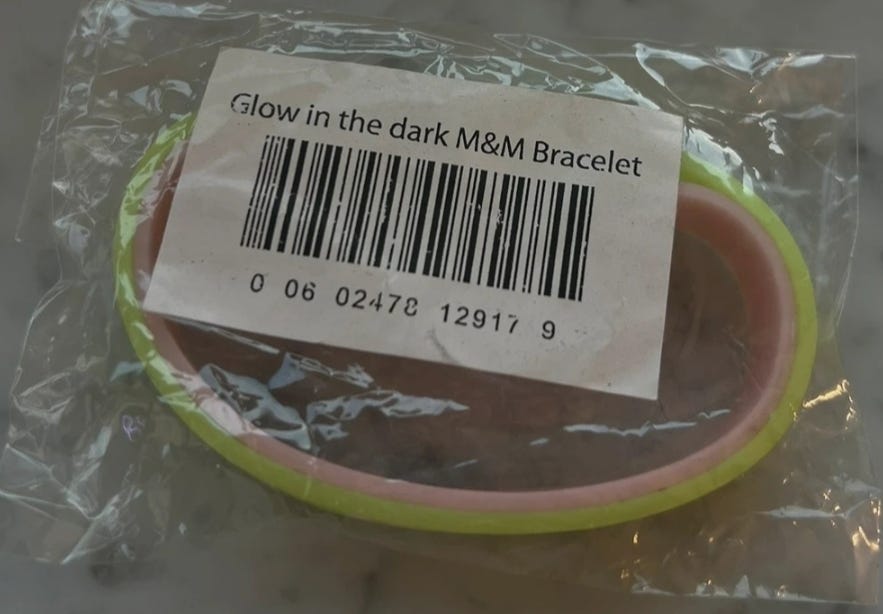 Glow in the dark M&M Bracelet
0 06 02478 12917 9